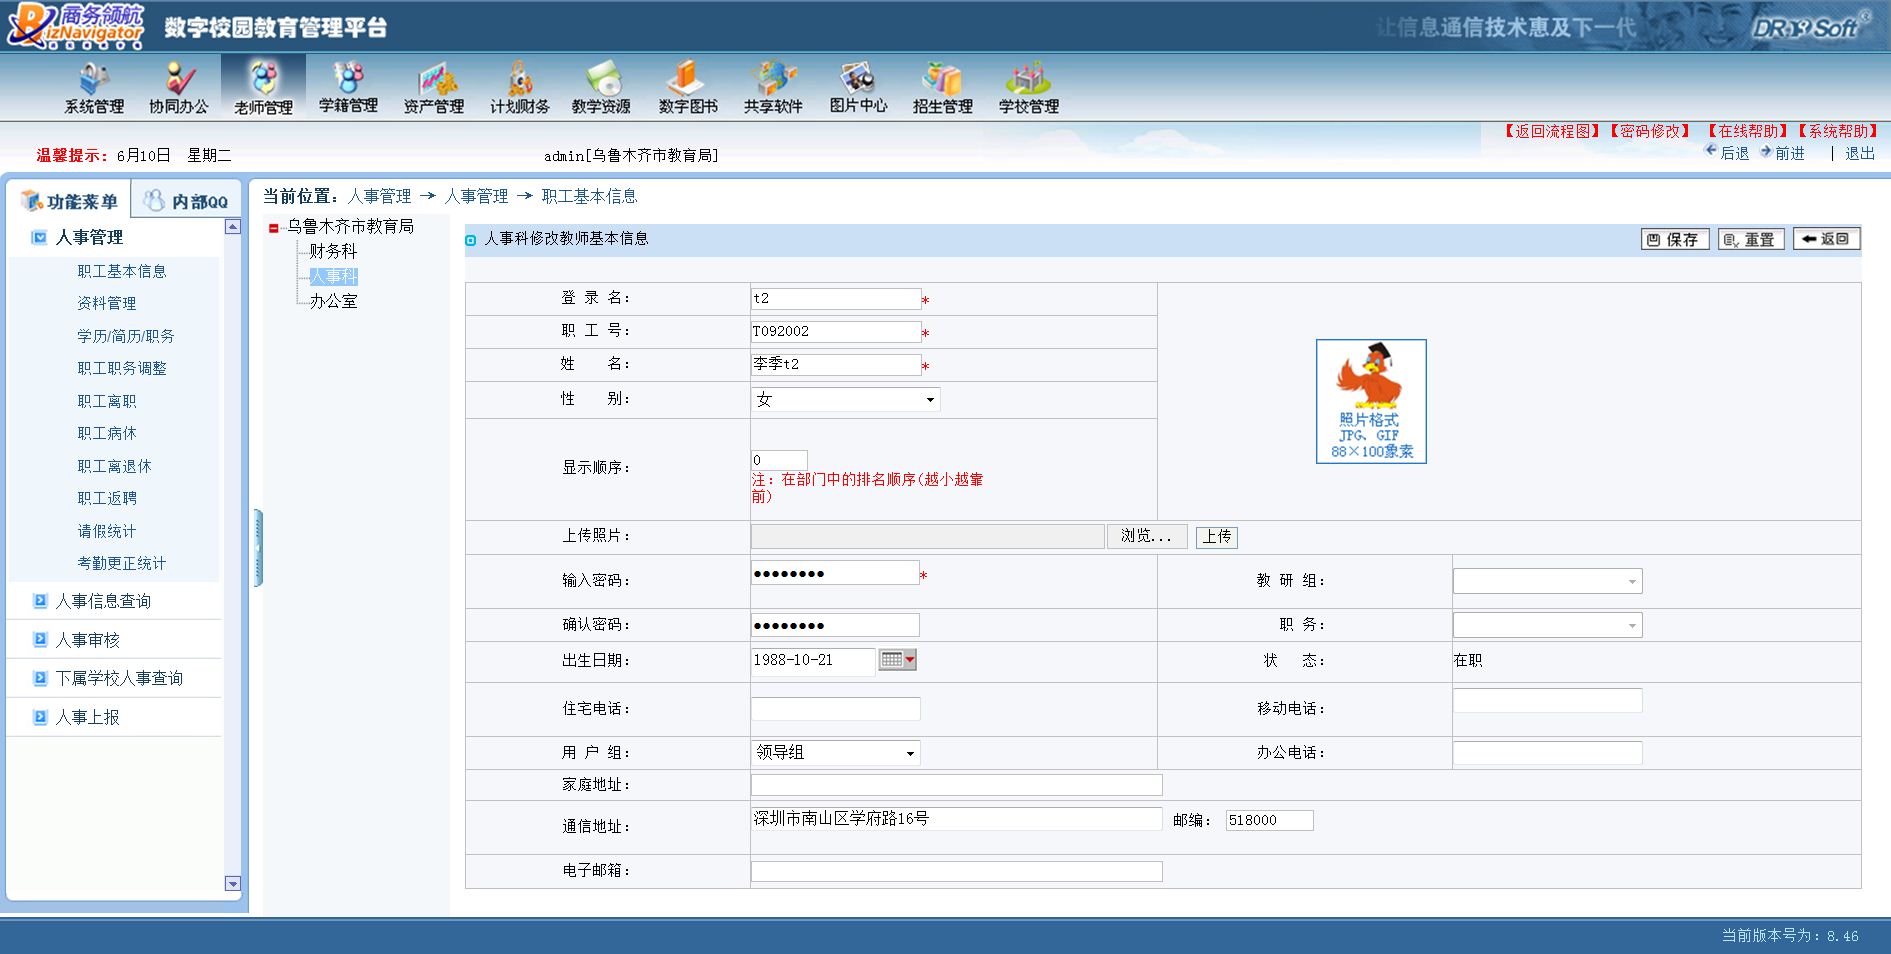 商务领航
BizNavigator
数字校园教育管理平台
让信息通信技术惠及下一代
系统管理 协同办公 老师管理 学籍管理 资产管理 计划财务 教学资源 数字图书 共享软件 图片中心 招生管理 学校管理
【返回流程图】【密码修改】 【在线帮助】【系统帮助】
温馨提示：6月10日 星期二 admin[乌鲁木齐市教育局] 后退 前进 | 退出
功能菜单 内部QQ
人事管理
职工基本信息
资料管理
学历/简历/职务
职工职务调整
职工离职
职工病休
职工离退休
职工返聘
请假统计
考勤更正统计
人事信息查询
人事审核
下属学校人事查询
人事上报
当前位置：人事管理 → 人事管理 → 职工基本信息
乌鲁木齐市教育局
财务科
人事科
办公室
人事科修改教师基本信息 保存 重置 返回
登 录 名： t2 *
职 工 号： T092002 *
姓 名： 李季t2 *
性 别： 女
显示顺序： 0
注：在部门中的排名顺序(越小越靠
前)
照片格式
JPG、GIF
88×100象素
上传照片： 浏览... 上传
输入密码： ●●●●●●●● * 教 研 组：
确认密码： ●●●●●●●● 职 务：
出生日期： 1988-10-21 状 态： 在职
住宅电话： 移动电话：
用 户 组： 领导组 办公电话：
家庭地址：
通信地址： 深圳市南山区学府路16号 邮编： 518000
电子邮箱：
当前版本号为：8.46